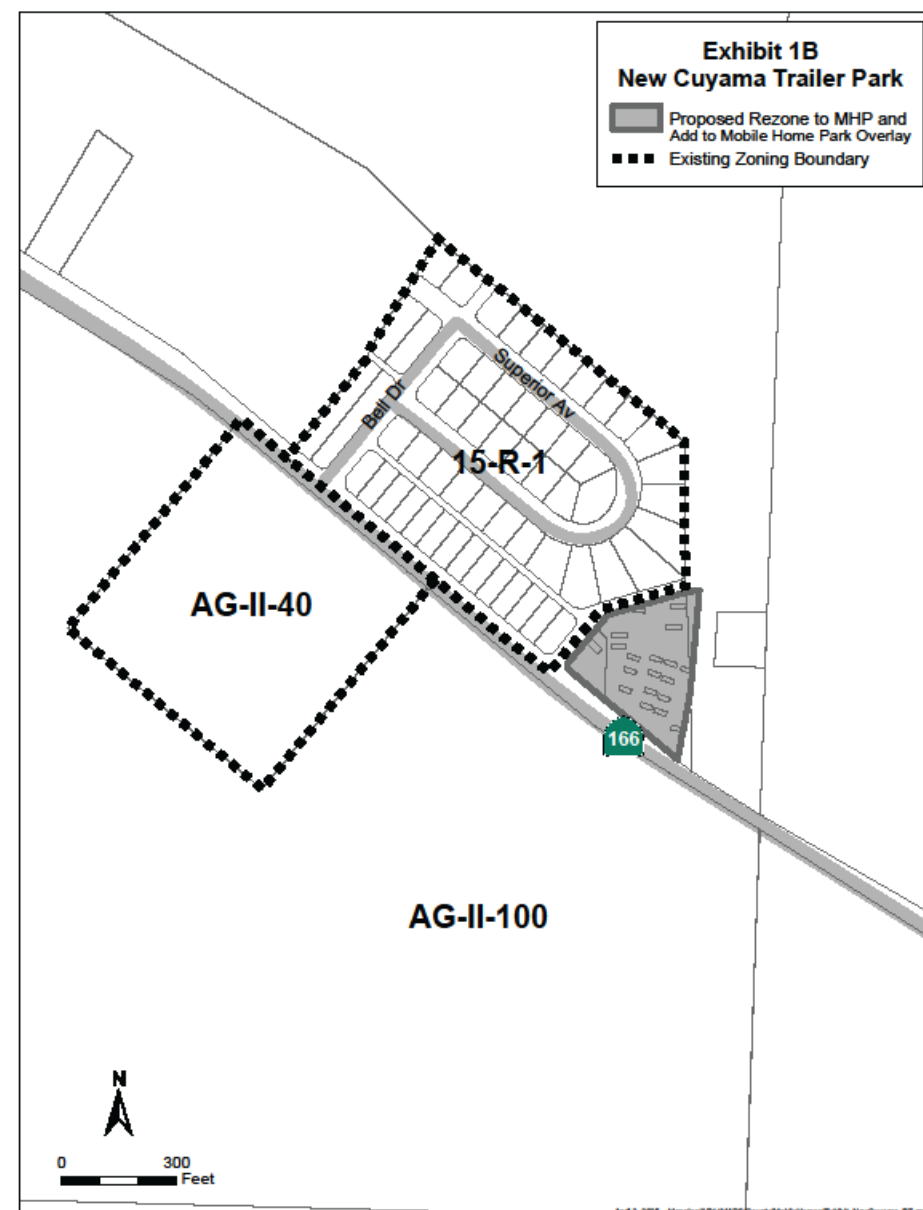 Exhibit 1B
New Cuyama Trailer Park
Proposed Rezone to MHP and
Add to Mobile Home Park Overlay
Existing Zoning Boundary
Superior Av
Bell Dr
15-R-1
AG-II-40
166
AG-II-100
N
0 300
Feet